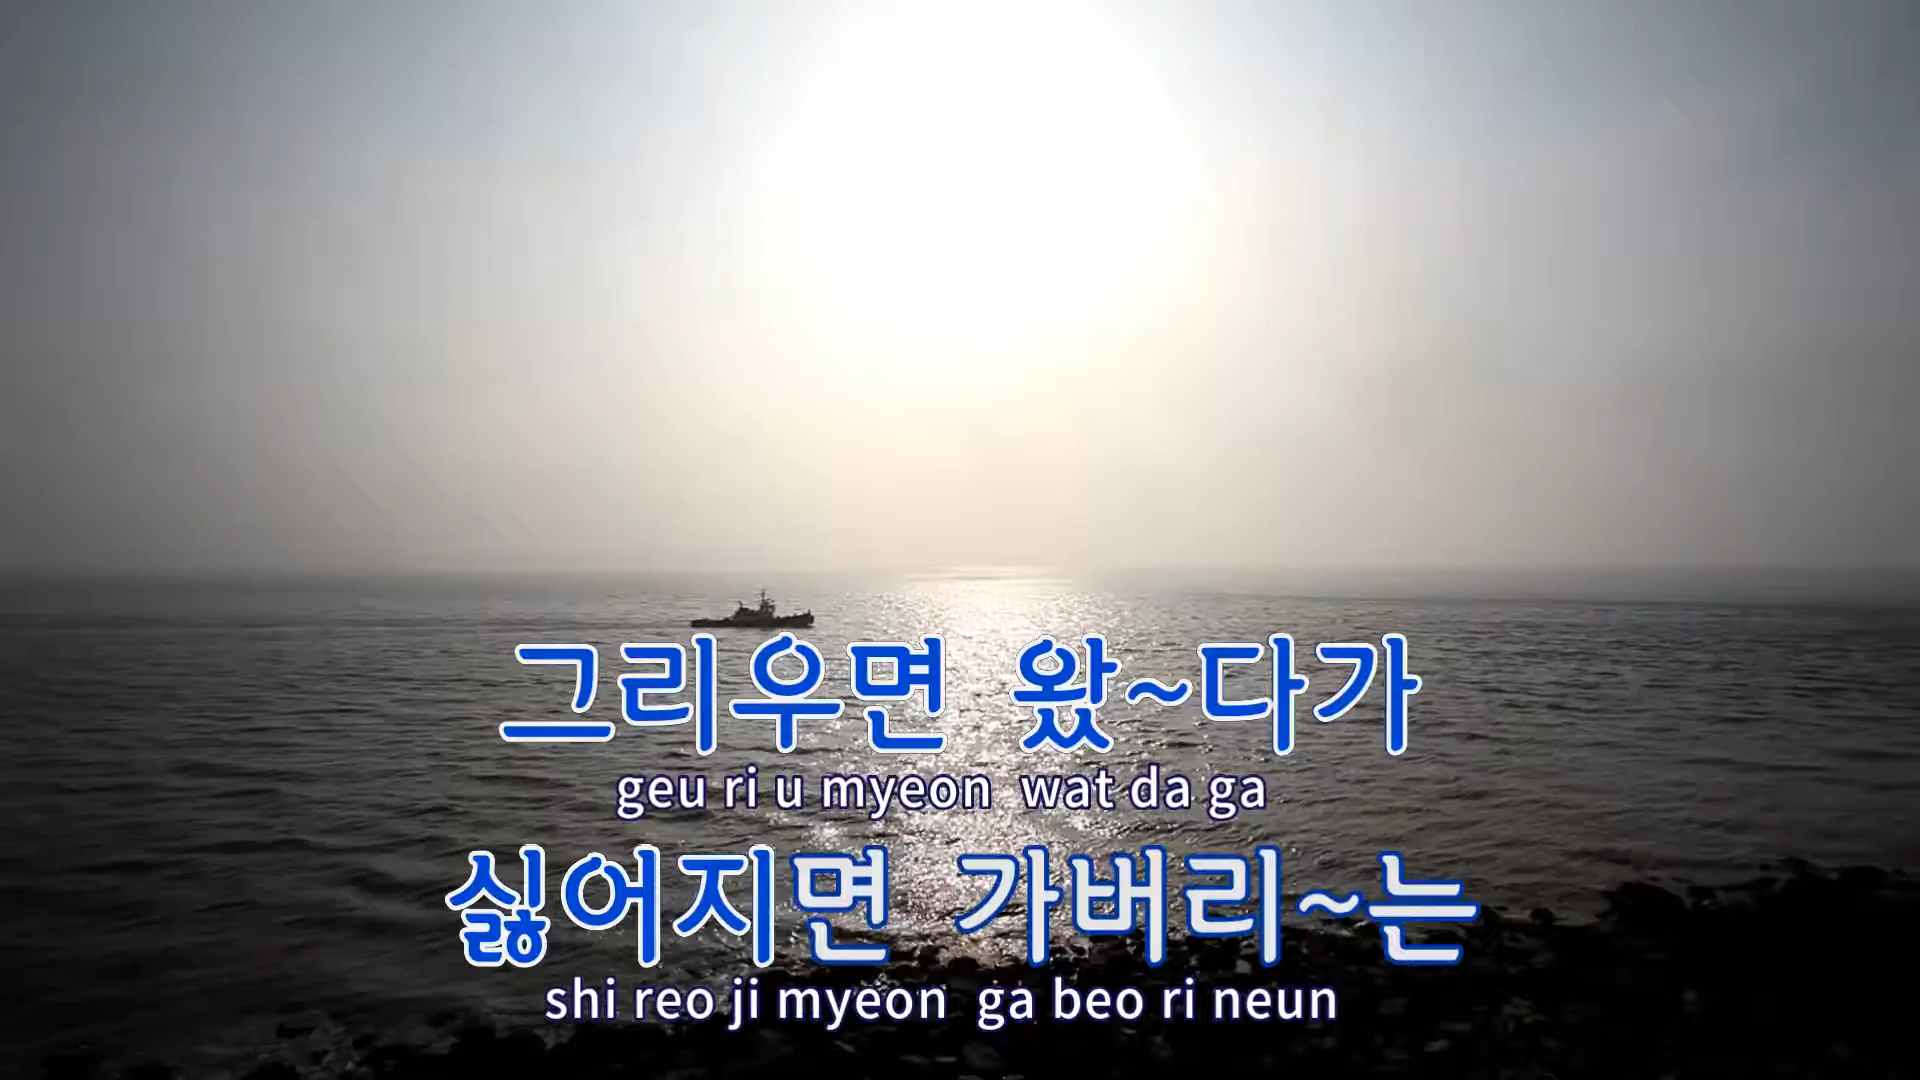 그리우면 왔~다가
geu ri u myeon wat da ga
싫어지면 가버리~는
shi reo ji myeon ga beo ri neun